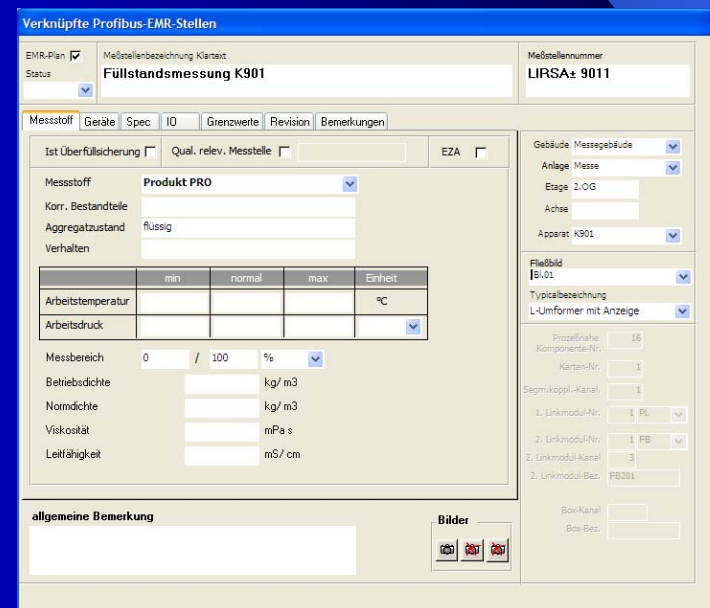 Verknüpfte Profibus-EMR-Stellen
EMR-Plan
Status
Meßstellenbezeichnung Klartext
Füllstandsmessung K901
Meßstellennummer
LIRSA± 9011
Messstoff Geräte Spec IO Grenzwerte Revision Bemerkungen
Ist Überfüllsicherung Qual. relev. Messtelle EZA
Messstoff Produkt PRO
Korr. Bestandteile
Aggregatzustand flüssig
Verhalten
min normal max Einheit
Arbeitstemperatur ºC
Arbeitsdruck
Messbereich 0 / 100 %
Betriebsdichte kg/ m3
Normdichte kg/ m3
Viskosität mPa s
Leitfähigkeit mS/ cm
Gebäude Messegebäude
Anlage Messe
Etage 2.OG
Achse
Apparat K901
Fließbild
Bl.01
Typicalbezeichnung
L-Umformer mit Anzeige
Prozeßnahe Komponente-Nr. 16
Karten-Nr. 1
Segm.koppl.-Kanal. 1
1. Linkmodul-Nr. 1 PL
2. Linkmodul-Nr. 1 FB
2. Linkmodul-Kanal 3
2. Linkmodul-Bez. FB201
Box-Kanal
Box-Bez.
allgemeine Bemerkung
Bilder